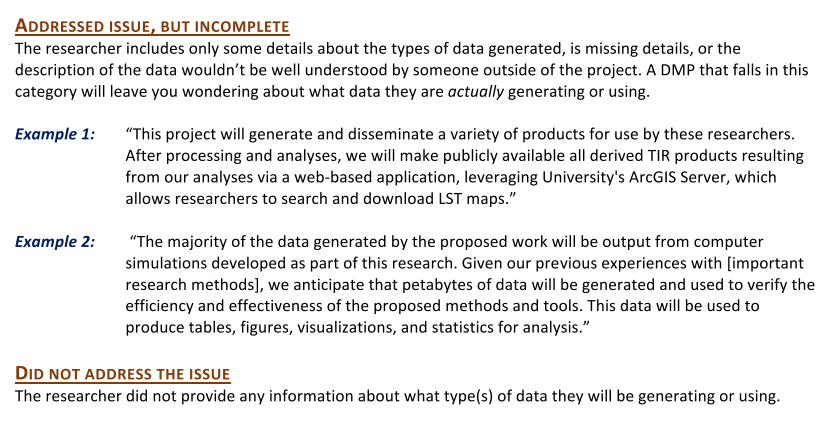 ADDRESSED ISSUE, BUT INCOMPLETE
The researcher includes only some details about the types of data generated, is missing details, or the
description of the data wouldn't be well understood by someone outside of the project. A DMP that falls in this
category will leave you wondering about what data they are actually generating or using.
Example 1: “This project will generate and disseminate a variety of products for use by these researchers.
After processing and analyses, we will make publicly available all derived TIR products resulting
from our analyses via a web-based application, leveraging University's ArcGIS Server, which
allows researchers to search and download LST maps.”
Example 2: “The majority of the data generated by the proposed work will be output from computer
simulations developed as part of this research. Given our previous experiences with [important
research methods], we anticipate that petabytes of data will be generated and used to verify the
efficiency and effectiveness of the proposed methods and tools. This data will be used to
produce tables, figures, visualizations, and statistics for analysis.”
DID NOT ADDRESS THE ISSUE
The researcher did not provide any information about what type(s) of data they will be generating or using.